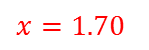 x = 1.70